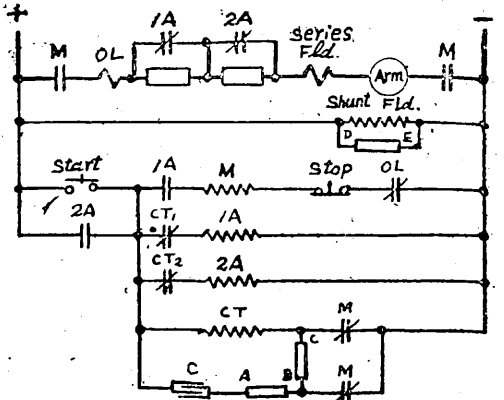 + −
1A 2A
M OL Series Fld. Arm M
Shunt Fld.
D E
Start 1A M Stop OL
2A CT1 1A
CT2 2A
CT C M
C A B M